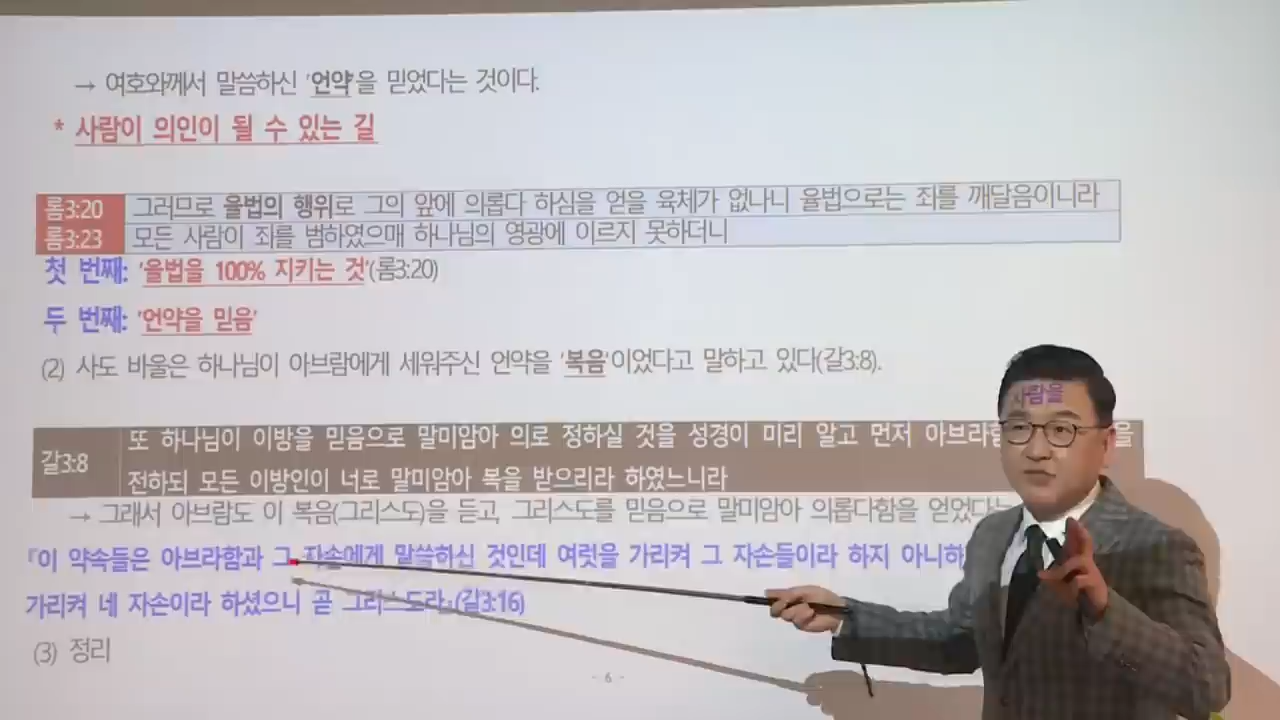 → 여호와께서 말씀하신 '언약'을 믿었다는 것이다.
* 사람이 의인이 될 수 있는 길
롬3:20 그러므로 율법의 행위로 그의 앞에 의롭다 하심을 얻을 육체가 없나니 율법으로는 죄를 깨달음이니라
롬3:23 모든 사람이 죄를 범하였으매 하나님의 영광에 이르지 못하더니
첫 번째: '율법을 100% 지키는 것'(롬3:20)
두 번째: '언약을 믿음'
(2) 사도 바울은 하나님이 아브람에게 세워주신 언약을 '복음'이었다고 말하고 있다(갈3:8).
사람을
갈3:8 또 하나님이 이방을 믿음으로 말미암아 의로 정하실 것을 성경이 미리 알고 먼저 아브라함 을
전하되 모든 이방인이 너로 말미암아 복을 받으리라 하였느니라
→ 그래서 아브람도 이 복음(그리스도)을 듣고, 그리스도를 믿음으로 말미암아 의롭다함을 얻었다는
『이 약속들은 아브라함과 그 자손에게 말씀하신 것인데 여럿을 가리켜 그 자손들이라 하지 아니하
가리켜 네 자손이라 하셨으니 곧 그리스도라』(갈3:16)
(3) 정리
- 6 -